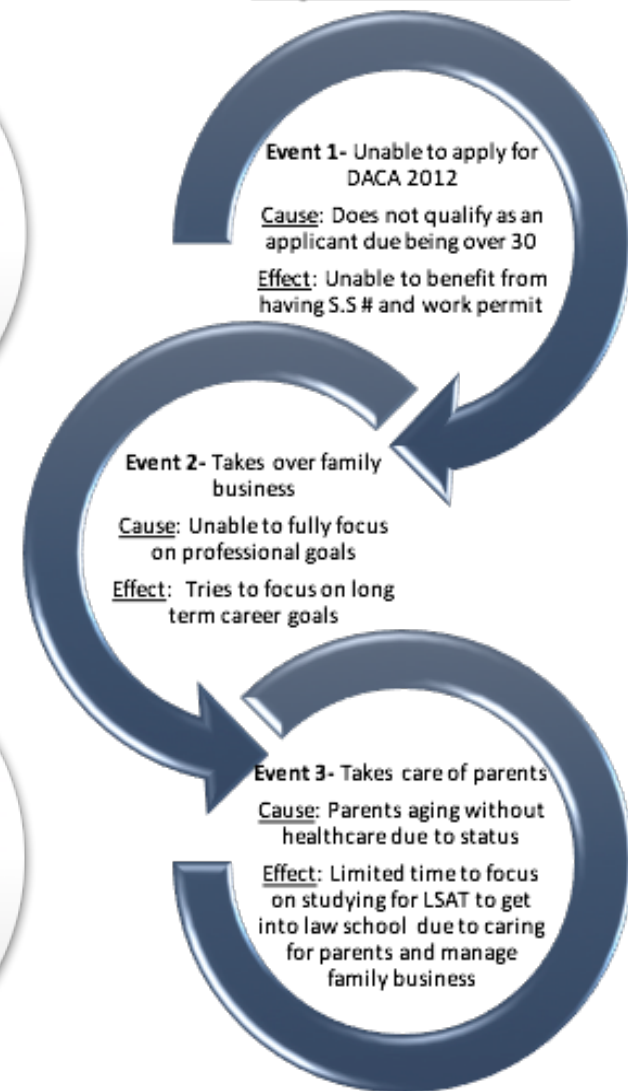 Event 1- Unable to apply for
DACA 2012
Cause: Does not qualify as an
applicant due being over 30
Effect: Unable to benefit from
having S.S # and work permit
Event 2- Takes over family
business
Cause: Unable to fully focus
on professional goals
Effect: Tries to focus on long
term career goals
Event 3- Takes care of parents
Cause: Parents aging without
healthcare due to status
Effect: Limited time to focus
on studying for LSAT to get
into law school due to caring
for parents and manage
family business